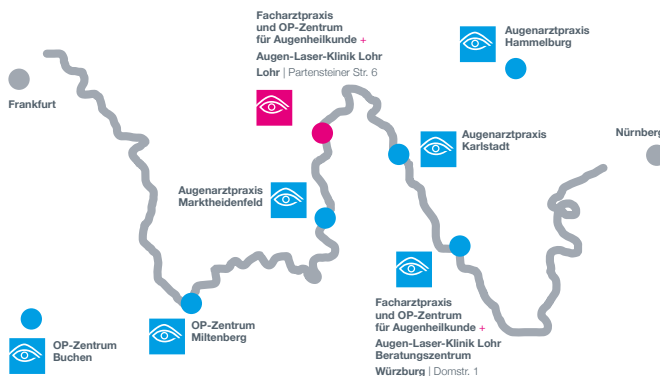 Facharztpraxis
und OP-Zentrum
für Augenheilkunde +
Augen-Laser-Klinik Lohr
Lohr | Partensteiner Str. 6
Augenarztpraxis
Hammelburg
Frankfurt
Augenarztpraxis
Karlstadt
Nürnberg
Augenarztpraxis
Marktheidenfeld
OP-Zentrum
Miltenberg
OP-Zentrum
Buchen
Facharztpraxis
und OP-Zentrum
für Augenheilkunde +
Augen-Laser-Klinik Lohr
Beratungszentrum
Würzburg | Domstr. 1